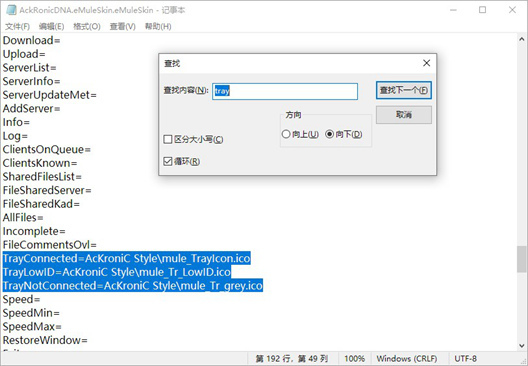 AckRonicDNA.eMuleSkin.eMuleSkin - 记事本
文件(F) 编辑(E) 格式(O) 查看(V) 帮助(H)
Download=
Upload=
ServerList=
ServerInfo=
ServerUpdateMet=
AddServer=
Info=
Log=
ClientsOnQueue=
ClientsKnown=
SharedFilesList=
FileSharedServer=
FileSharedKad=
AllFiles=
Incomplete=
FileCommentsOvl=
TrayConnected=AcKroniC Style\mule_TrayIcon.ico
TrayLowID=AcKroniC Style\mule_Tr_LowID.ico
TrayNotConnected=AcKroniC Style\mule_Tr_grey.ico
Speed=
SpeedMin=
SpeedMax=
RestoreWindow=
查找
查找内容(N): tray 查找下一个(F)
方向 取消
区分大小写(C) 向上(U) 向下(D)
循环(R)
第 192 行，第 49 列 100% Windows (CRLF) UTF-8